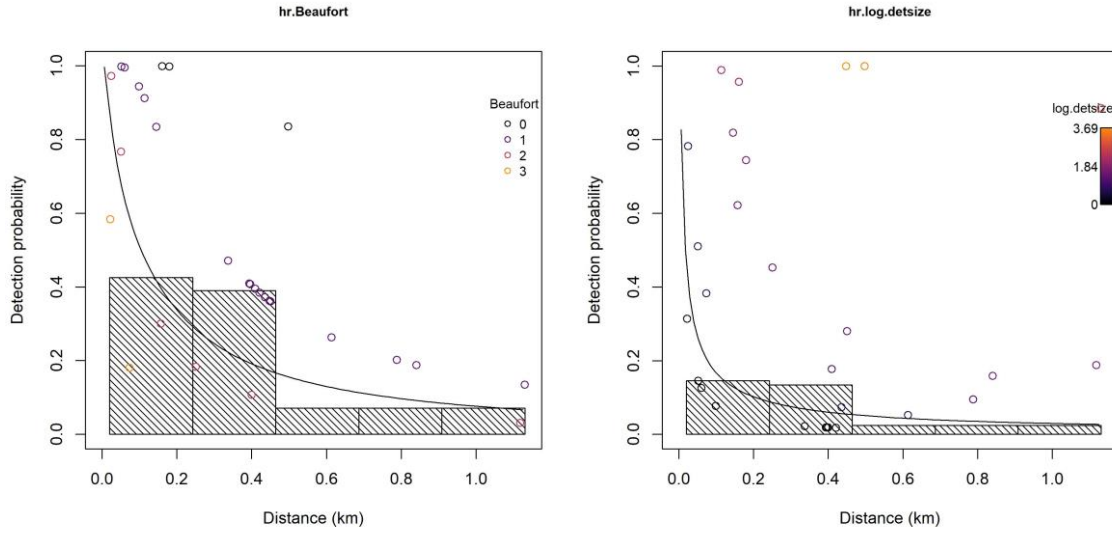 hr.Beaufort
1.0
0.8
0.6
0.4
0.2
0.0
Detection probability
Beaufort
0
1
2
3
0.0 0.2 0.4 0.6 0.8 1.0
Distance (km)
hr.log.detsize
1.0
0.8
0.6
0.4
0.2
0.0
Detection probability
log.detsize
3.69
1.84
0
0.0 0.2 0.4 0.6 0.8 1.0
Distance (km)